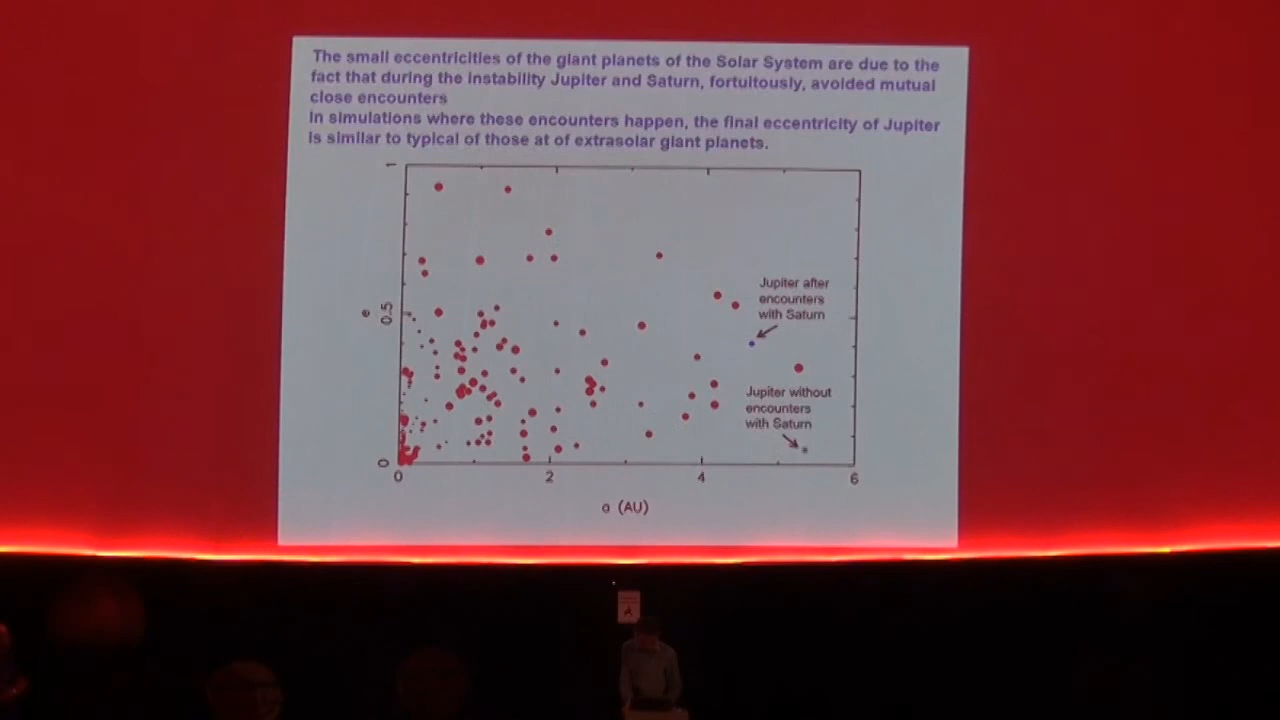 The small eccentricities of the giant planets of the Solar System are due to the
fact that during the instability Jupiter and Saturn, fortuitously, avoided mutual
close encounters
In simulations where these encounters happen, the final eccentricity of Jupiter
is similar to typical of those at of extrasolar giant planets.
1
Jupiter after
encounters
with Saturn
e
0.5
Jupiter without
encounters
with Saturn
0
0
2
4
6
a (AU)
A